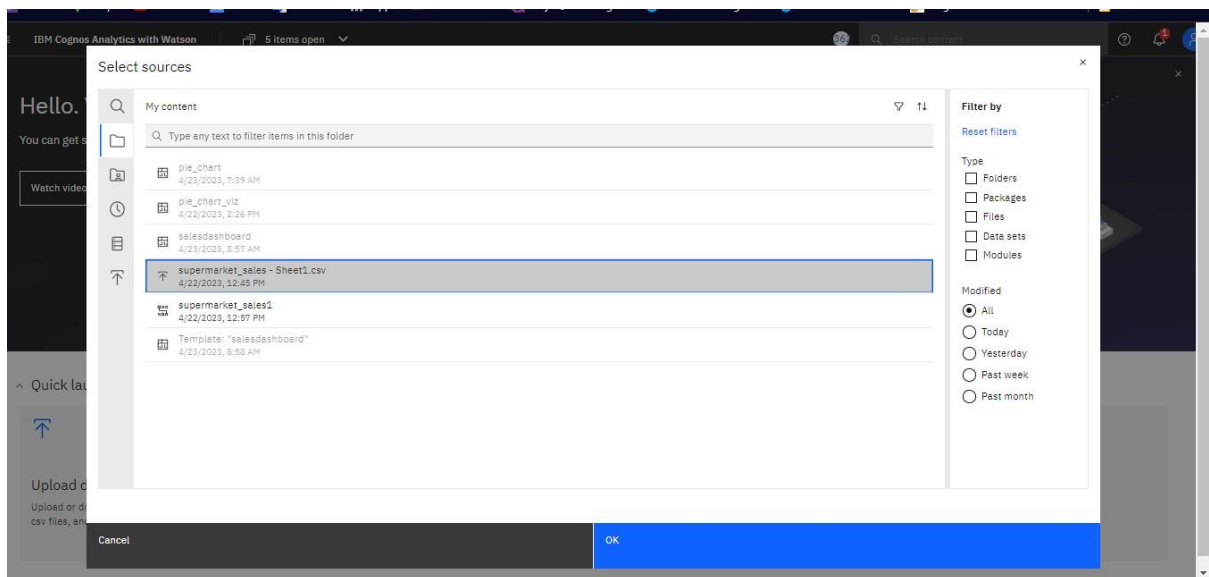 IBM Cognos Analytics with Watson
5 items open
Search content
Select sources
Hello.
You can get s
Watch video
My content
Type any text to filter items in this folder
pie_chart
4/23/2023, 7:39 AM
pie_chart_viz
4/22/2023, 2:26 PM
salesdashboard
4/23/2023, 8:57 AM
supermarket_sales - Sheet1.csv
4/22/2023, 12:45 PM
supermarket_sales1
4/22/2023, 12:57 PM
Template: "salesdashboard"
4/23/2023, 8:58 AM
Filter by
Reset filters
Type
Folders
Packages
Files
Data sets
Modules
Modified
All
Today
Yesterday
Past week
Past month
Quick lau
Upload
Upload or dr
csv files, an
Cancel
OK